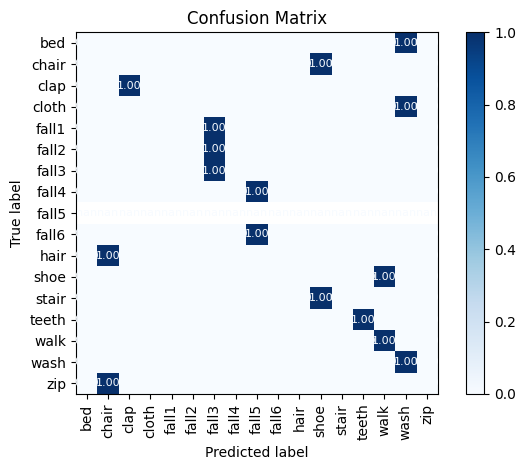 Confusion Matrix
True label
bed 1.00
chair 1.00
clap 1.00
cloth 1.00
fall1 1.00
fall2 1.00
fall3 1.00
fall4 1.00
fall5
fall6 1.00
hair 1.00
shoe 1.00
stair 1.00
teeth 1.00
walk 1.00
wash 1.00
zip 1.00
bed chair clap cloth fall1 fall2 fall3 fall4 fall5 fall6 hair shoe stair teeth walk wash zip
Predicted label
1.0
0.8
0.6
0.4
0.2
0.0